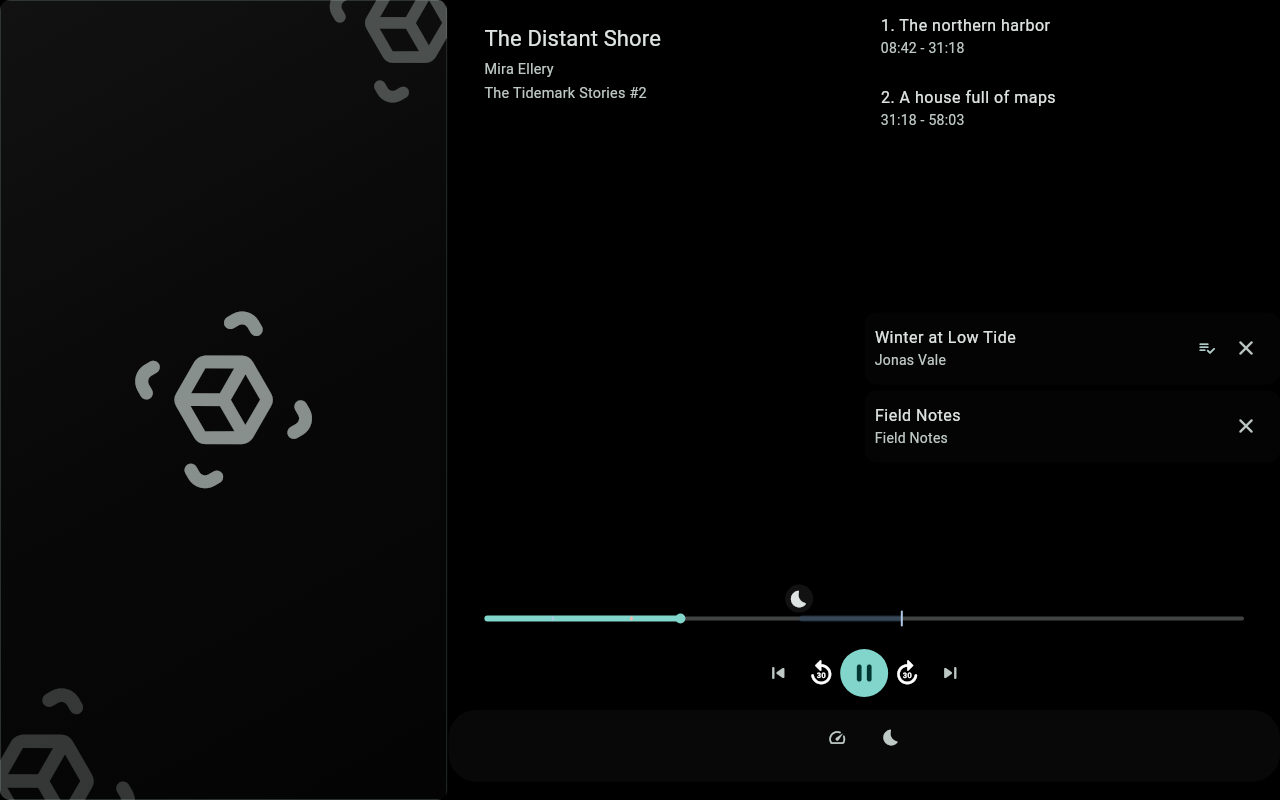 The Distant Shore
Mira Ellery
The Tidemark Stories #2
1. The northern harbor
08:42 - 31:18
2. A house full of maps
31:18 - 58:03
Winter at Low Tide
Jonas Vale
Field Notes
Field Notes
30
30